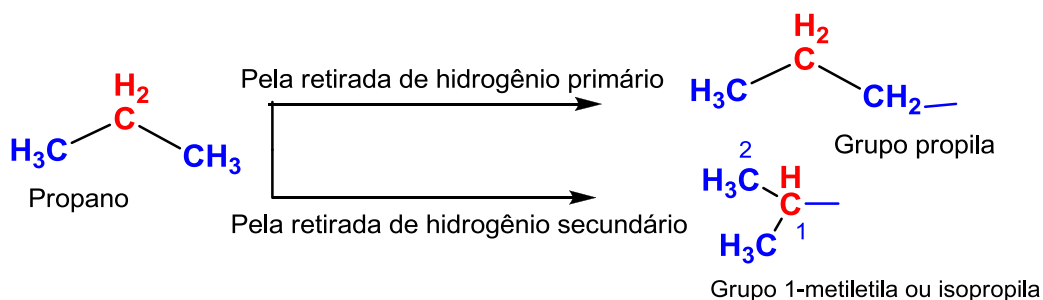 H2
C
H3C
CH3
Propano
Pela retirada de hidrogênio primário
Pela retirada de hidrogênio secundário
H2
C
H3C
CH2
Grupo propila
2
H3C
H
C
1
H3C
Grupo 1-metiletila ou isopropila